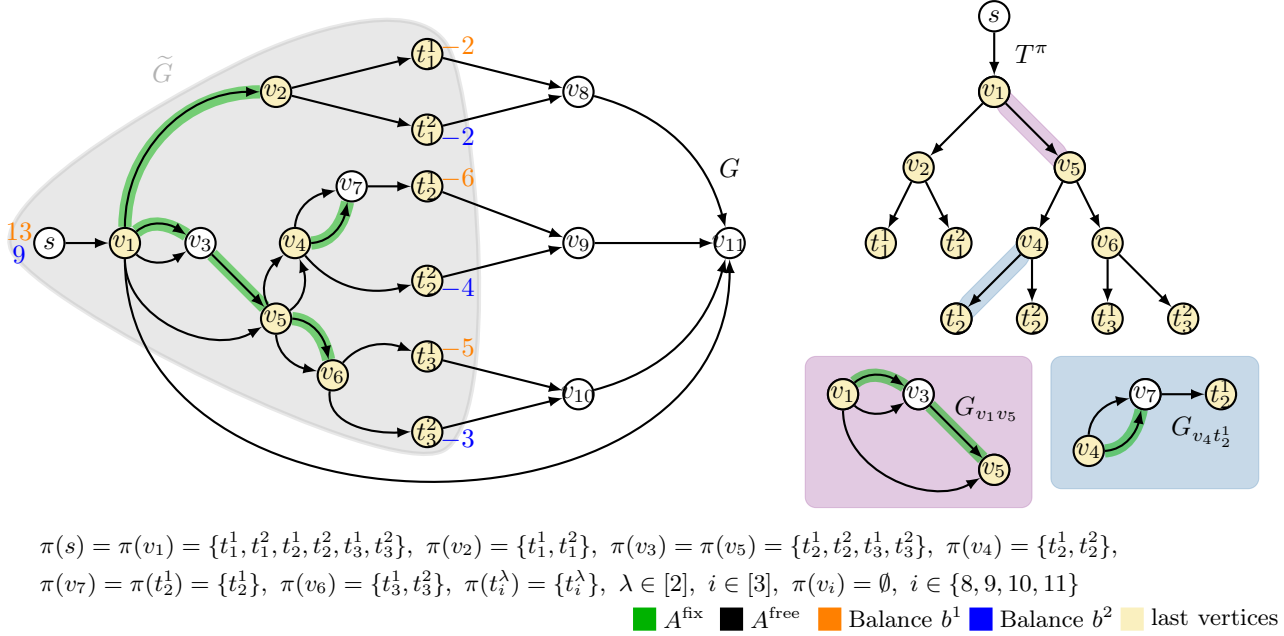 s
T^π
G̃
t_1^1 −2
v_2
v_8
v_1
t_1^2
−2
v_2
v_5
v_7
t_2^1 −6
G
13
9
s
v_1
v_3
v_4
v_9
v_11
t_1^1
t_1^2
v_4
v_6
t_2^2
−4
v_5
t_2^1
t_2^2
t_3^1
t_3^2
v_6
t_3^1 −5
v_10
t_3^2
−3
v_1
v_3
G_{v_1 v_5}
v_5
v_7
t_2^1
v_4
G_{v_4 t_2^1}
π(s) = π(v_1) = {t_1^1, t_1^2, t_2^1, t_2^2, t_3^1, t_3^2}, π(v_2) = {t_1^1, t_1^2}, π(v_3) = π(v_5) = {t_2^1, t_2^2, t_3^1, t_3^2}, π(v_4) = {t_2^1, t_2^2},
π(v_7) = π(t_2^1) = {t_2^1}, π(v_6) = {t_3^1, t_3^2}, π(t_i^λ) = {t_i^λ}, λ ∈ [2], i ∈ [3], π(v_i) = ∅, i ∈ {8, 9, 10, 11}
A^fix A^free Balance b^1 Balance b^2 last vertices